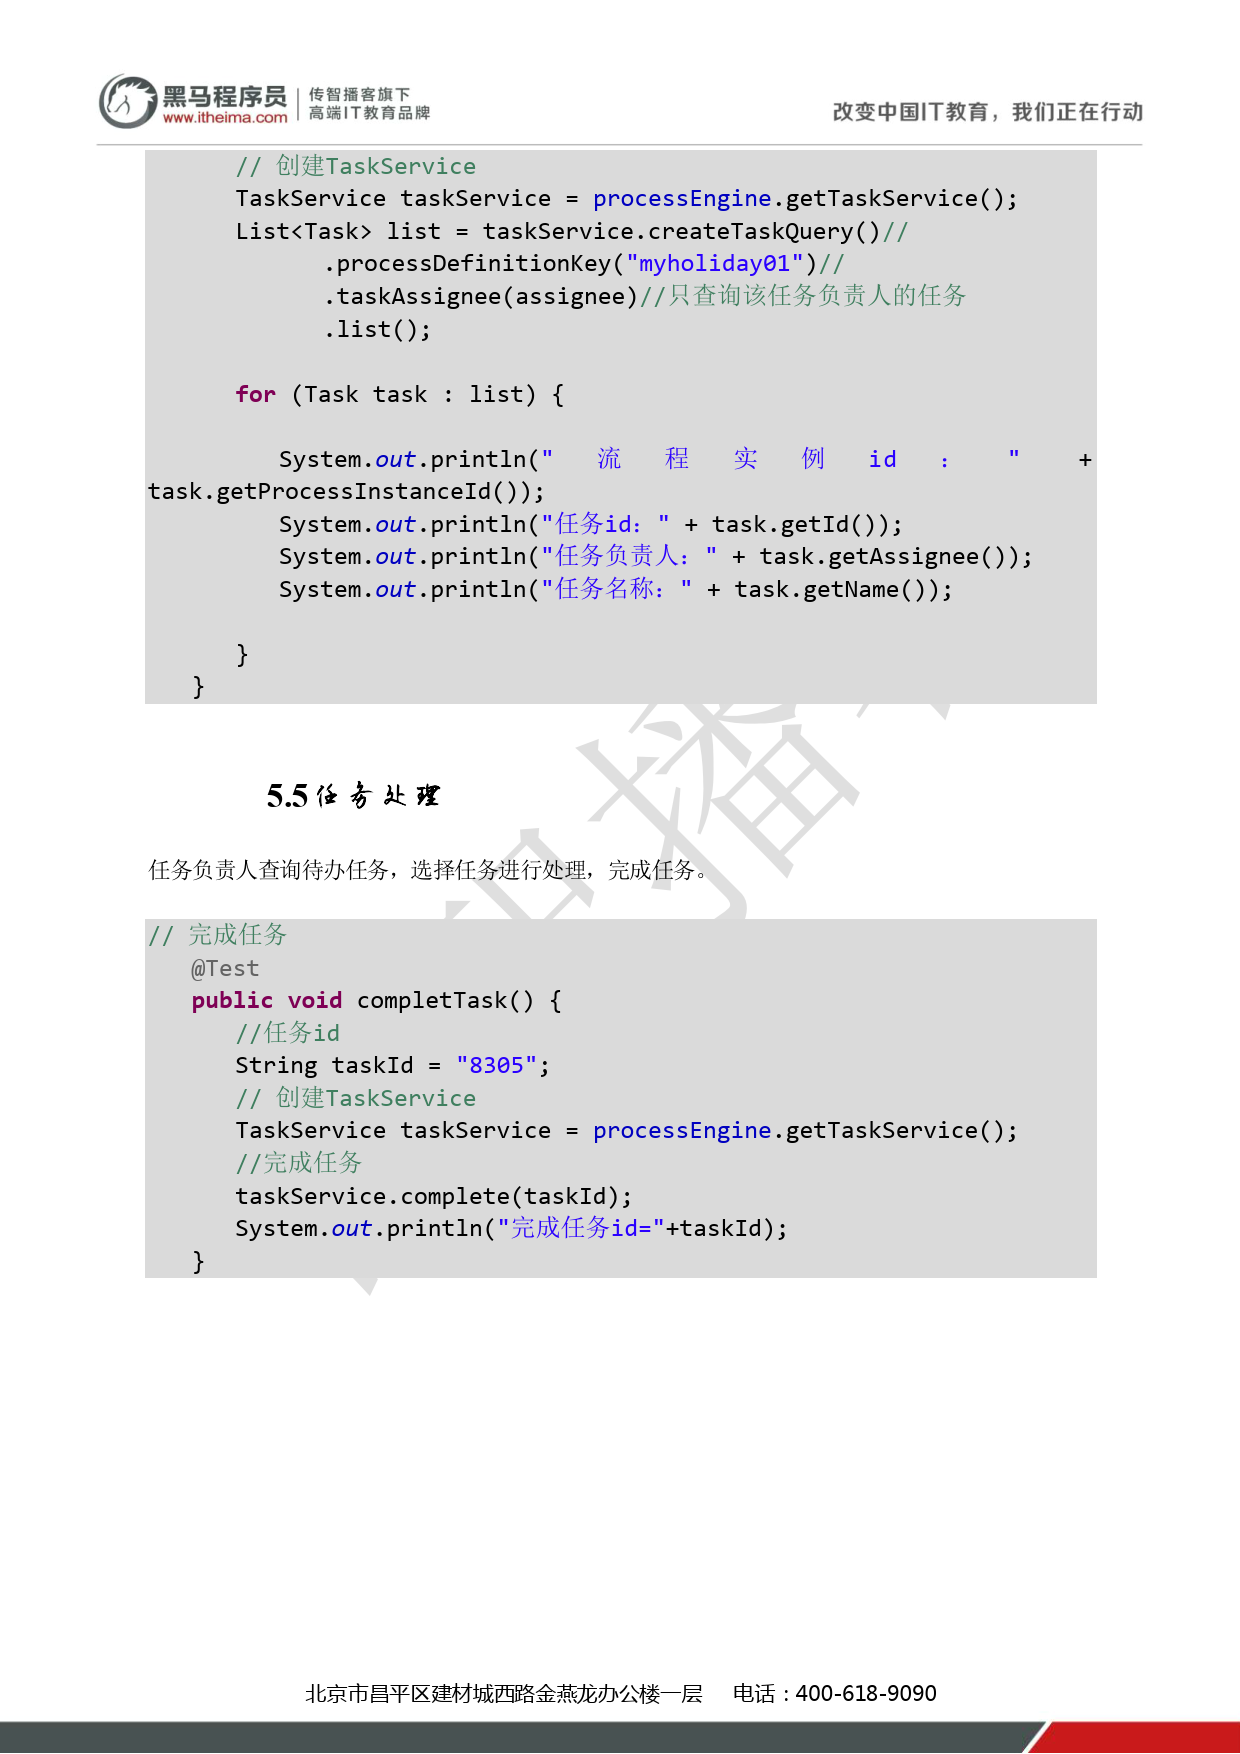 黑马程序员
www.itheima.com
传智播客旗下
高端IT教育品牌
改变中国IT教育，我们正在行动
// 创建TaskService
TaskService taskService = processEngine.getTaskService();
List<Task> list = taskService.createTaskQuery()//
.processDefinitionKey("myholiday01")//
.taskAssignee(assignee)//只查询该任务负责人的任务
.list();
for (Task task : list) {
System.out.println(" 流 程 实 例 id : " +
task.getProcessInstanceId());
System.out.println("任务id: " + task.getId());
System.out.println("任务负责人: " + task.getAssignee());
System.out.println("任务名称: " + task.getName());
}
}
5.5任务处理
任务负责人查询待办任务，选择任务进行处理，完成任务。
// 完成任务
@Test
public void completTask() {
//任务id
String taskId = "8305";
// 创建TaskService
TaskService taskService = processEngine.getTaskService();
//完成任务
taskService.complete(taskId);
System.out.println("完成任务id="+taskId);
}
北京市昌平区建材城西路金燕龙办公楼一层 电话：400-618-9090